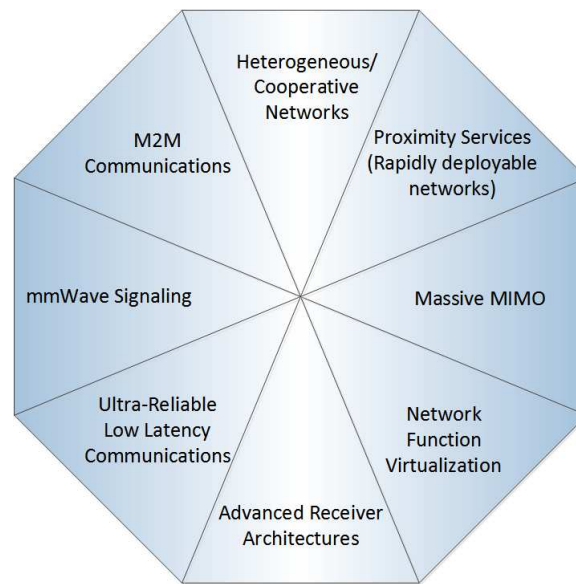 Heterogeneous/
Cooperative
Networks
Proximity Services
(Rapidly deployable
networks)
Massive MIMO
Network
Function
Virtualization
Advanced Receiver
Architectures
Ultra-Reliable
Low Latency
Communications
mmWave Signaling
M2M
Communications